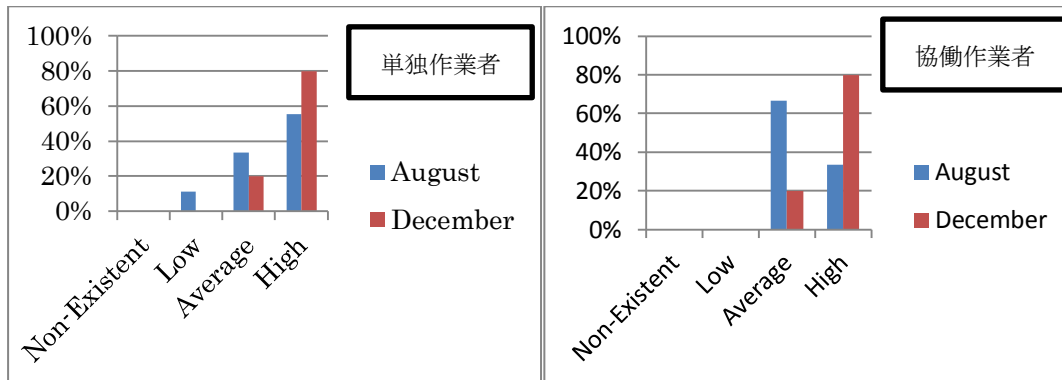 100%
80%
60%
40%
20%
0%
Non-Existent
Low
Average
High
単独作業者
August
December
100%
80%
60%
40%
20%
0%
Non-Existent
Low
Average
High
協働作業者
August
December